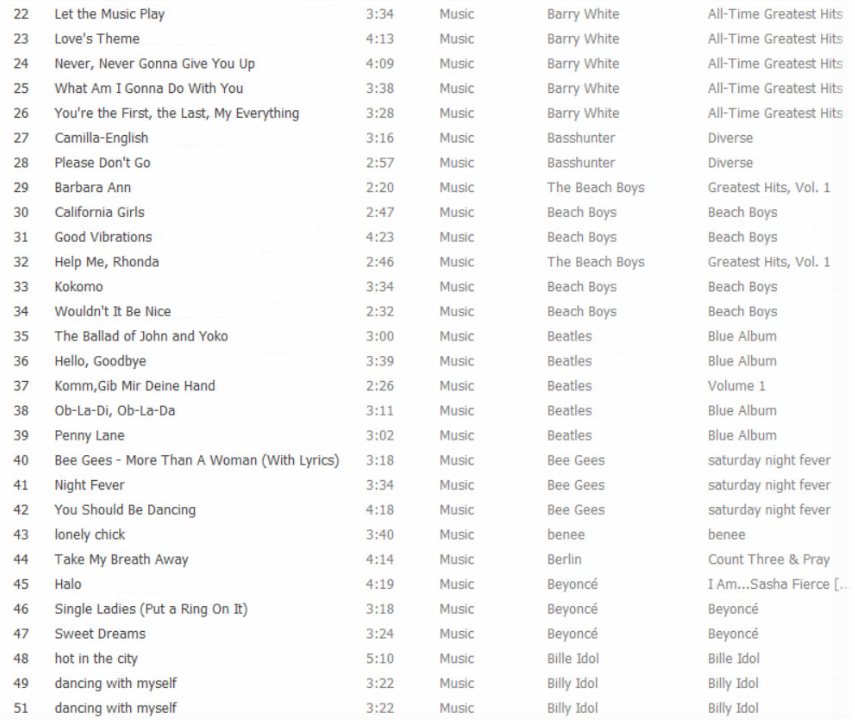 22 Let the Music Play 3:34 Music Barry White All-Time Greatest Hits
23 Love's Theme 4:13 Music Barry White All-Time Greatest Hits
24 Never, Never Gonna Give You Up 4:09 Music Barry White All-Time Greatest Hits
25 What Am I Gonna Do With You 3:38 Music Barry White All-Time Greatest Hits
26 You're the First, the Last, My Everything 3:28 Music Barry White All-Time Greatest Hits
27 Camilla-English 3:16 Music Basshunter Diverse
28 Please Don't Go 2:57 Music Basshunter Diverse
29 Barbara Ann 2:20 Music The Beach Boys Greatest Hits, Vol. 1
30 California Girls 2:47 Music Beach Boys Beach Boys
31 Good Vibrations 4:23 Music Beach Boys Beach Boys
32 Help Me, Rhonda 2:46 Music The Beach Boys Greatest Hits, Vol. 1
33 Kokomo 3:34 Music Beach Boys Beach Boys
34 Wouldn't It Be Nice 2:32 Music Beach Boys Beach Boys
35 The Ballad of John and Yoko 3:00 Music Beatles Blue Album
36 Hello, Goodbye 3:39 Music Beatles Blue Album
37 Komm,Gib Mir Deine Hand 2:26 Music Beatles Volume 1
38 Ob-La-Di, Ob-La-Da 3:11 Music Beatles Blue Album
39 Penny Lane 3:02 Music Beatles Blue Album
40 Bee Gees - More Than A Woman (With Lyrics) 3:18 Music Bee Gees saturday night fever
41 Night Fever 3:34 Music Bee Gees saturday night fever
42 You Should Be Dancing 4:18 Music Bee Gees saturday night fever
43 lonely chick 3:40 Music benee benee
44 Take My Breath Away 4:14 Music Berlin Count Three & Pray
45 Halo 4:19 Music Beyoncé I Am...Sasha Fierce [...
46 Single Ladies (Put a Ring On It) 3:18 Music Beyoncé Beyoncé
47 Sweet Dreams 3:24 Music Beyoncé Beyoncé
48 hot in the city 5:10 Music Bille Idol Bille Idol
49 dancing with myself 3:22 Music Billy Idol Billy Idol
51 dancing with myself 3:22 Music Billy Idol Billy Idol